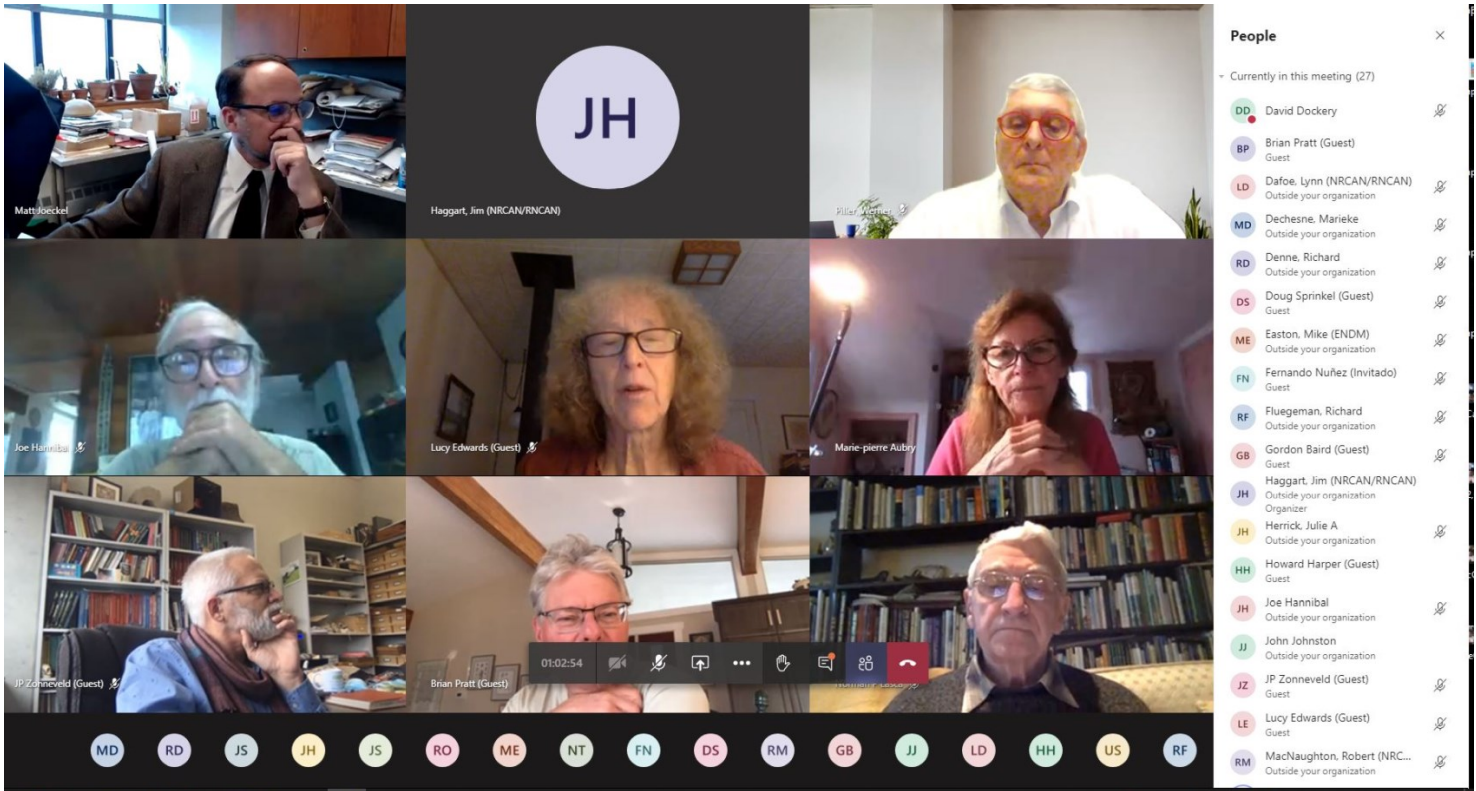 Matt Joeckel
JH
Haggart, Jim (NRCAN/RNCAN)
Piller Werner
Joe Hannibal
Lucy Edwards (Guest)
Marie-pierre Aubry
JP Zonneveld (Guest)
Brian Pratt (Guest)
01:02:54
MD RD JS JH JS RO ME NT FN DS RM GB JJ LD HH US RF
People
Currently in this meeting (27)
DD David Dockery
BP Brian Pratt (Guest)
Guest
LD Dafoe, Lynn (NRCAN/RNCAN)
Outside your organization
MD Dechesne, Marieke
Outside your organization
RD Denne, Richard
Outside your organization
DS Doug Sprinkel (Guest)
Guest
ME Easton, Mike (ENDM)
Outside your organization
FN Fernando Nuñez (Invitado)
Guest
RF Fluegeman, Richard
Outside your organization
GB Gordon Baird (Guest)
Guest
JH Haggart, Jim (NRCAN/RNCAN)
Outside your organization
Organizer
JH Herrick, Julie A
Outside your organization
HH Howard Harper (Guest)
Guest
JH Joe Hannibal
Outside your organization
JJ John Johnston
Outside your organization
JZ JP Zonneveld (Guest)
Guest
LE Lucy Edwards (Guest)
Guest
RM MacNaughton, Robert (NRC...
Outside your organization